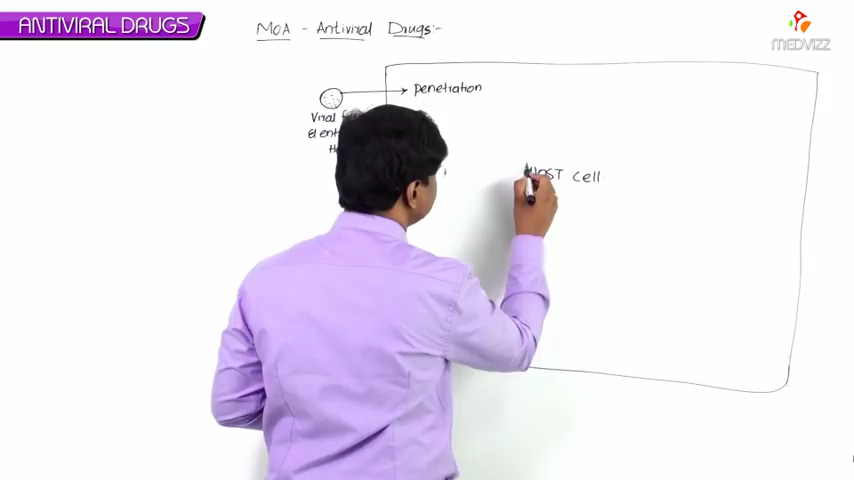 ANTIVIRAL DRUGS
MOA - Antiviral Drugs:-
MEDVIZZ
Penetration
Viral
HOST Cell